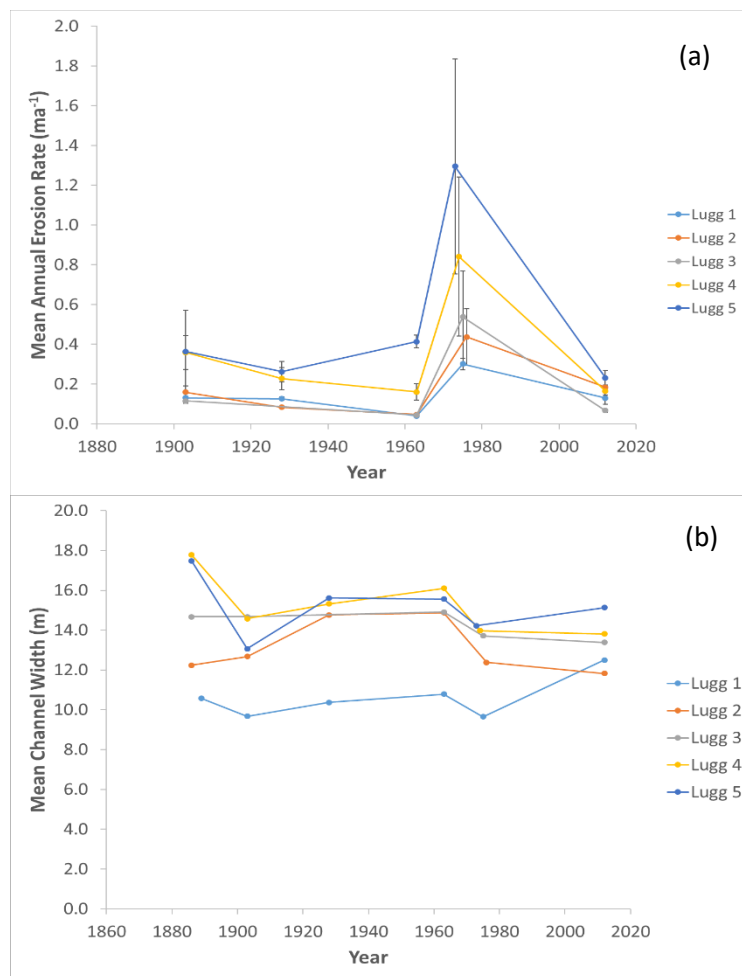 (a)
2.0
1.8
1.6
1.4
1.2
1.0
0.8
0.6
0.4
0.2
0.0
Mean Annual Erosion Rate (ma⁻¹)
1880 1900 1920 1940 1960 1980 2000 2020
Year
Lugg 1
Lugg 2
Lugg 3
Lugg 4
Lugg 5
(b)
20.0
18.0
16.0
14.0
12.0
10.0
8.0
6.0
4.0
2.0
0.0
Mean Channel Width (m)
1860 1880 1900 1920 1940 1960 1980 2000 2020
Year
Lugg 1
Lugg 2
Lugg 3
Lugg 4
Lugg 5